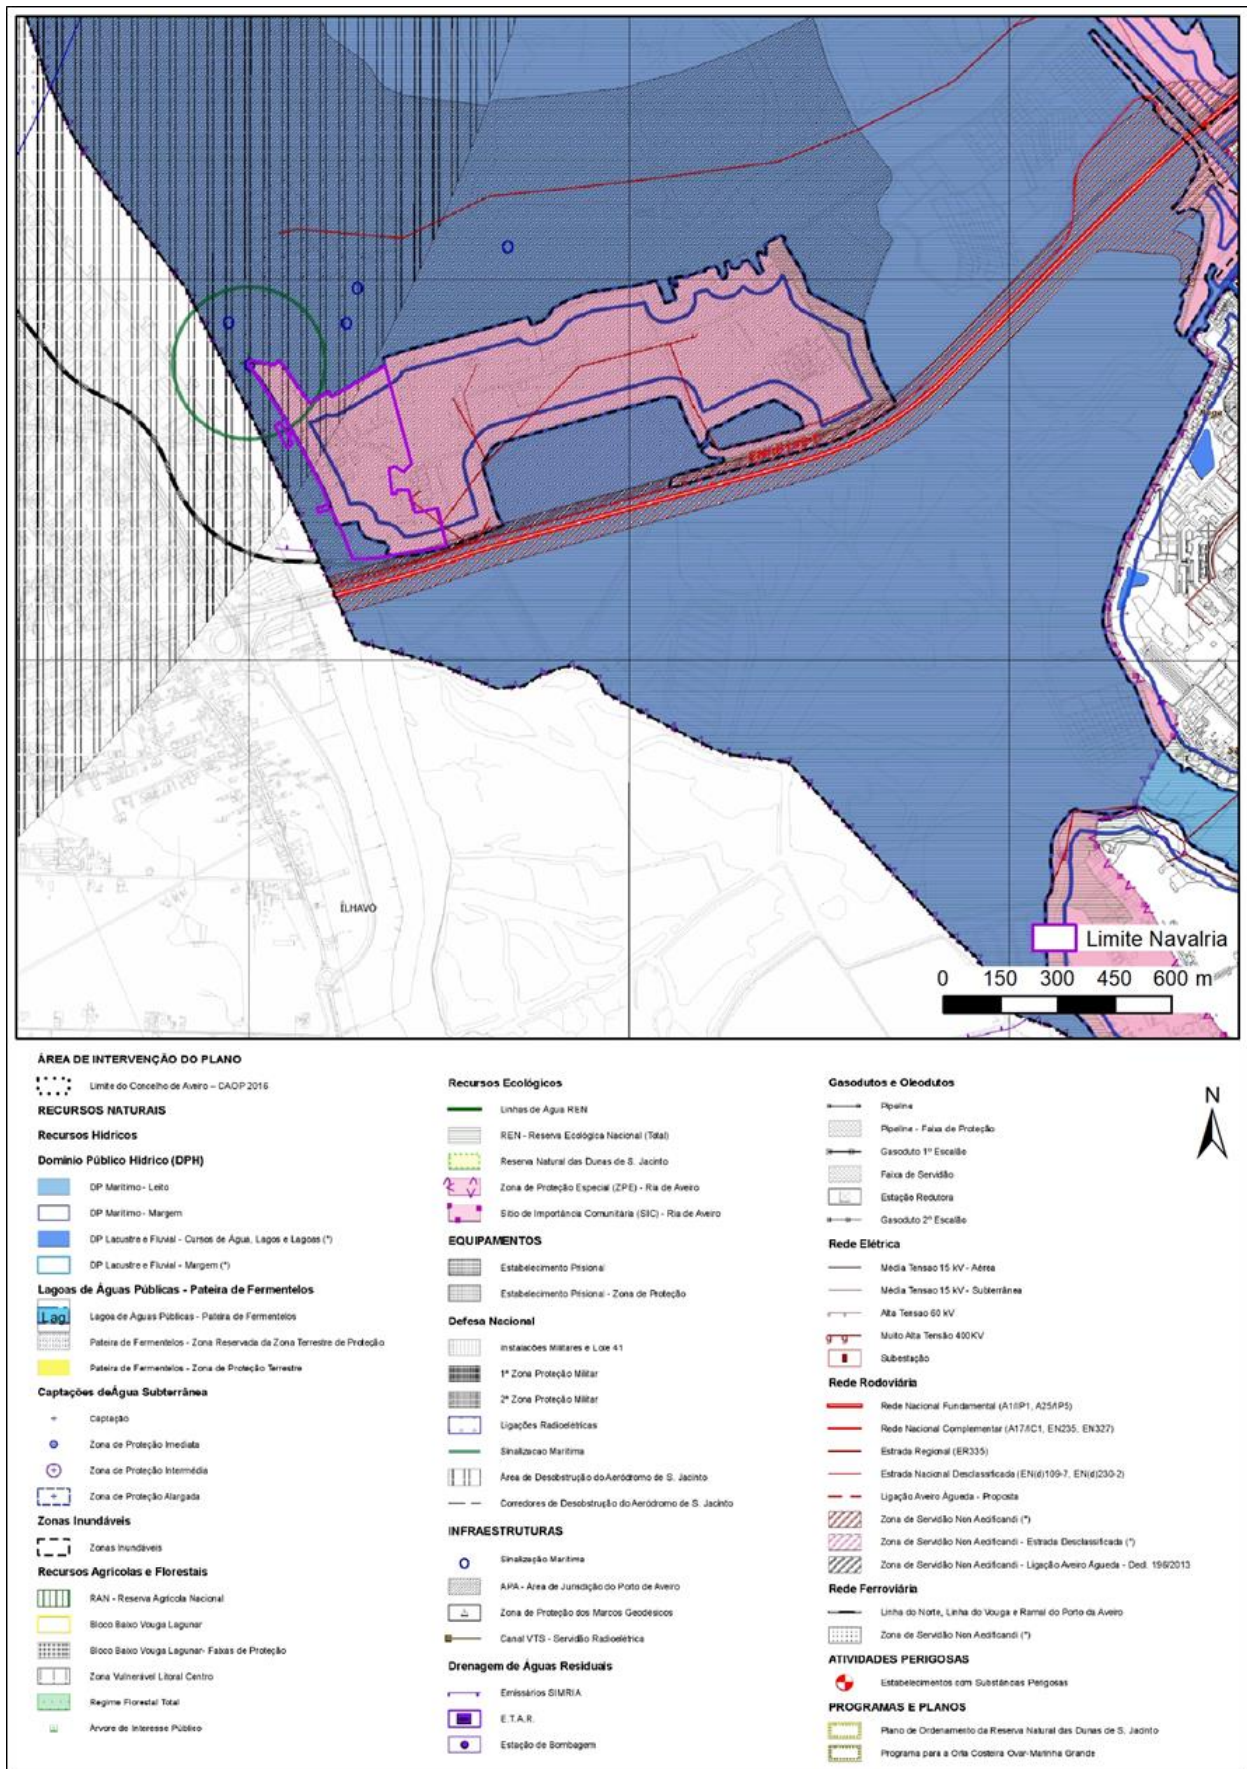 ÍLHAVO
Limite Navalria
0 150 300 450 600 m
ÁREA DE INTERVENÇÃO DO PLANO
Limite do Concelho de Aveiro – CAOP 2016
RECURSOS NATURAIS
Recursos Hídricos
Domínio Público Hídrico (DPH)
DP Marítimo - Leito
DP Marítimo - Margem
DP Lacustre e Fluvial - Cursos de Água, Lagos e Lagoas (*)
DP Lacustre e Fluvial - Margem (*)
Lagoas de Águas Públicas - Pateira de Fermentelos
Lag
Lagoa de Águas Públicas - Pateira de Fermentelos
Pateira de Fermentelos - Zona Reservada da Zona Terrestre de Proteção
Pateira de Fermentelos - Zona de Proteção Terrestre
Captações deÁgua Subterrânea
Captação
Zona de Proteção Imediata
Zona de Proteção Intermédia
Zona de Proteção Alargada
Zonas Inundáveis
Zonas Inundáveis
Recursos Agrícolas e Florestais
RAN - Reserva Agrícola Nacional
Bloco Baixo Vouga Lagunar
Bloco Baixo Vouga Lagunar- Faixas de Proteção
Zona Vulnerável Litoral Centro
Regime Florestal Total
Árvore de Interesse Público
Recursos Ecológicos
Linhas de Água REN
REN - Reserva Ecológica Nacional (Total)
Reserva Natural das Dunas de S. Jacinto
Zona de Proteção Especial (ZPE) - Ria de Aveiro
Sítio de Importância Comunitária (SIC) - Ria de Aveiro
EQUIPAMENTOS
Estabelecimento Prisional
Estabelecimento Prisional - Zona de Proteção
Defesa Nacional
Instalações Militares e Lote 41
1ª Zona Proteção Militar
2ª Zona Proteção Militar
Ligações Radioelétricas
Sinalizacao Maritima
Área de Desobstrução do Aeródromo de S. Jacinto
Corredores de Desobstrução do Aeródromo de S. Jacinto
INFRAESTRUTURAS
Sinalização Marítima
APA - Área de Jurisdição do Porto de Aveiro
Zona de Proteção dos Marcos Geodésicos
Canal VTS - Servidão Radioelétrica
Drenagem de Águas Residuais
Emissários SIMRIA
E.T.A.R.
Estação de Bombagem
Gasodutos e Oleodutos
Pipeline
Pipeline - Faixa de Proteção
Gasoduto 1º Escalão
Faixa de Servidão
Estação Redutora
Gasoduto 2º Escalão
Rede Elétrica
Média Tensao 15 kV - Aérea
Média Tensao 15 kV - Subterrânea
Alta Tensao 60 kV
Muito Alta Tensão 400KV
Subestação
Rede Rodoviária
Rede Nacional Fundamental (A1/IP1, A25/IP5)
Rede Nacional Complementar (A17/IC1, EN235, EN327)
Estrada Regional (ER335)
Estrada Nacional Desclassificada (EN(d)109-7, EN(d)230-2)
Ligação Aveiro Águeda - Proposta
Zona de Servidão Non Aedificandi (*)
Zona de Servidão Non Aedificandi - Estrada Desclassificada (*)
Zona de Servidão Non Aedificandi - Ligação Aveiro Águeda - Decl. 196/2013
Rede Ferroviária
Linha do Norte, Linha do Vouga e Ramal do Porto da Aveiro
Zona de Servidão Non Aedificandi (*)
ATIVIDADES PERIGOSAS
Estabelecimentos com Substâncias Perigosas
PROGRAMAS E PLANOS
Plano de Ordenamento da Reserva Natural das Dunas de S. Jacinto
Programa para a Orla Costeira Ovar-Marinha Grande
N